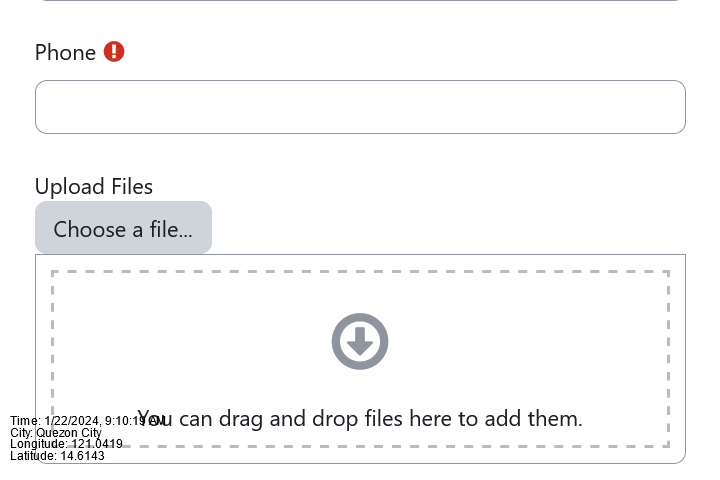 Phone
Upload Files
Choose a file...
You can drag and drop files here to add them.
Time: 1/22/2024, 9:10:19 AM
City: Quezon City
Longitude: 121.0419
Latitude: 14.6143